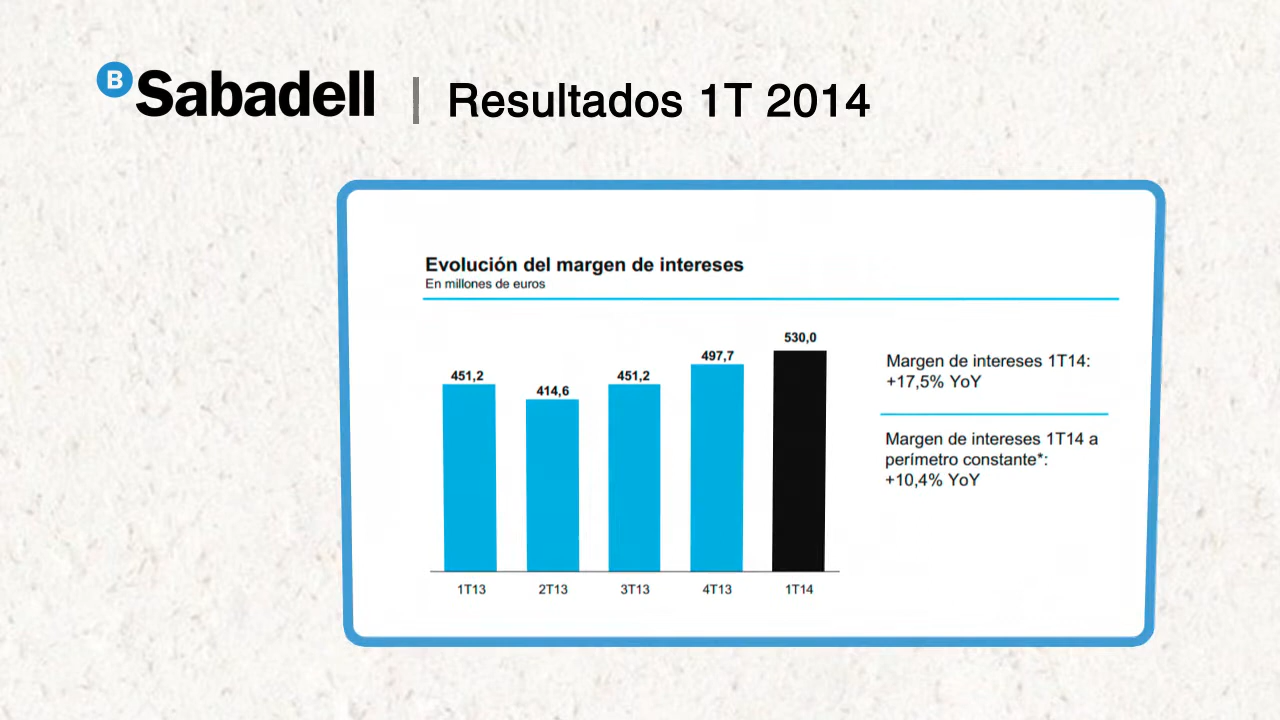 B Sabadell | Resultados 1T 2014
Evolución del margen de intereses
En millones de euros
451,2 414,6 451,2 497,7 530,0
1T13 2T13 3T13 4T13 1T14
Margen de intereses 1T14:
+17,5% YoY
Margen de intereses 1T14 a
perímetro constante*:
+10,4% YoY